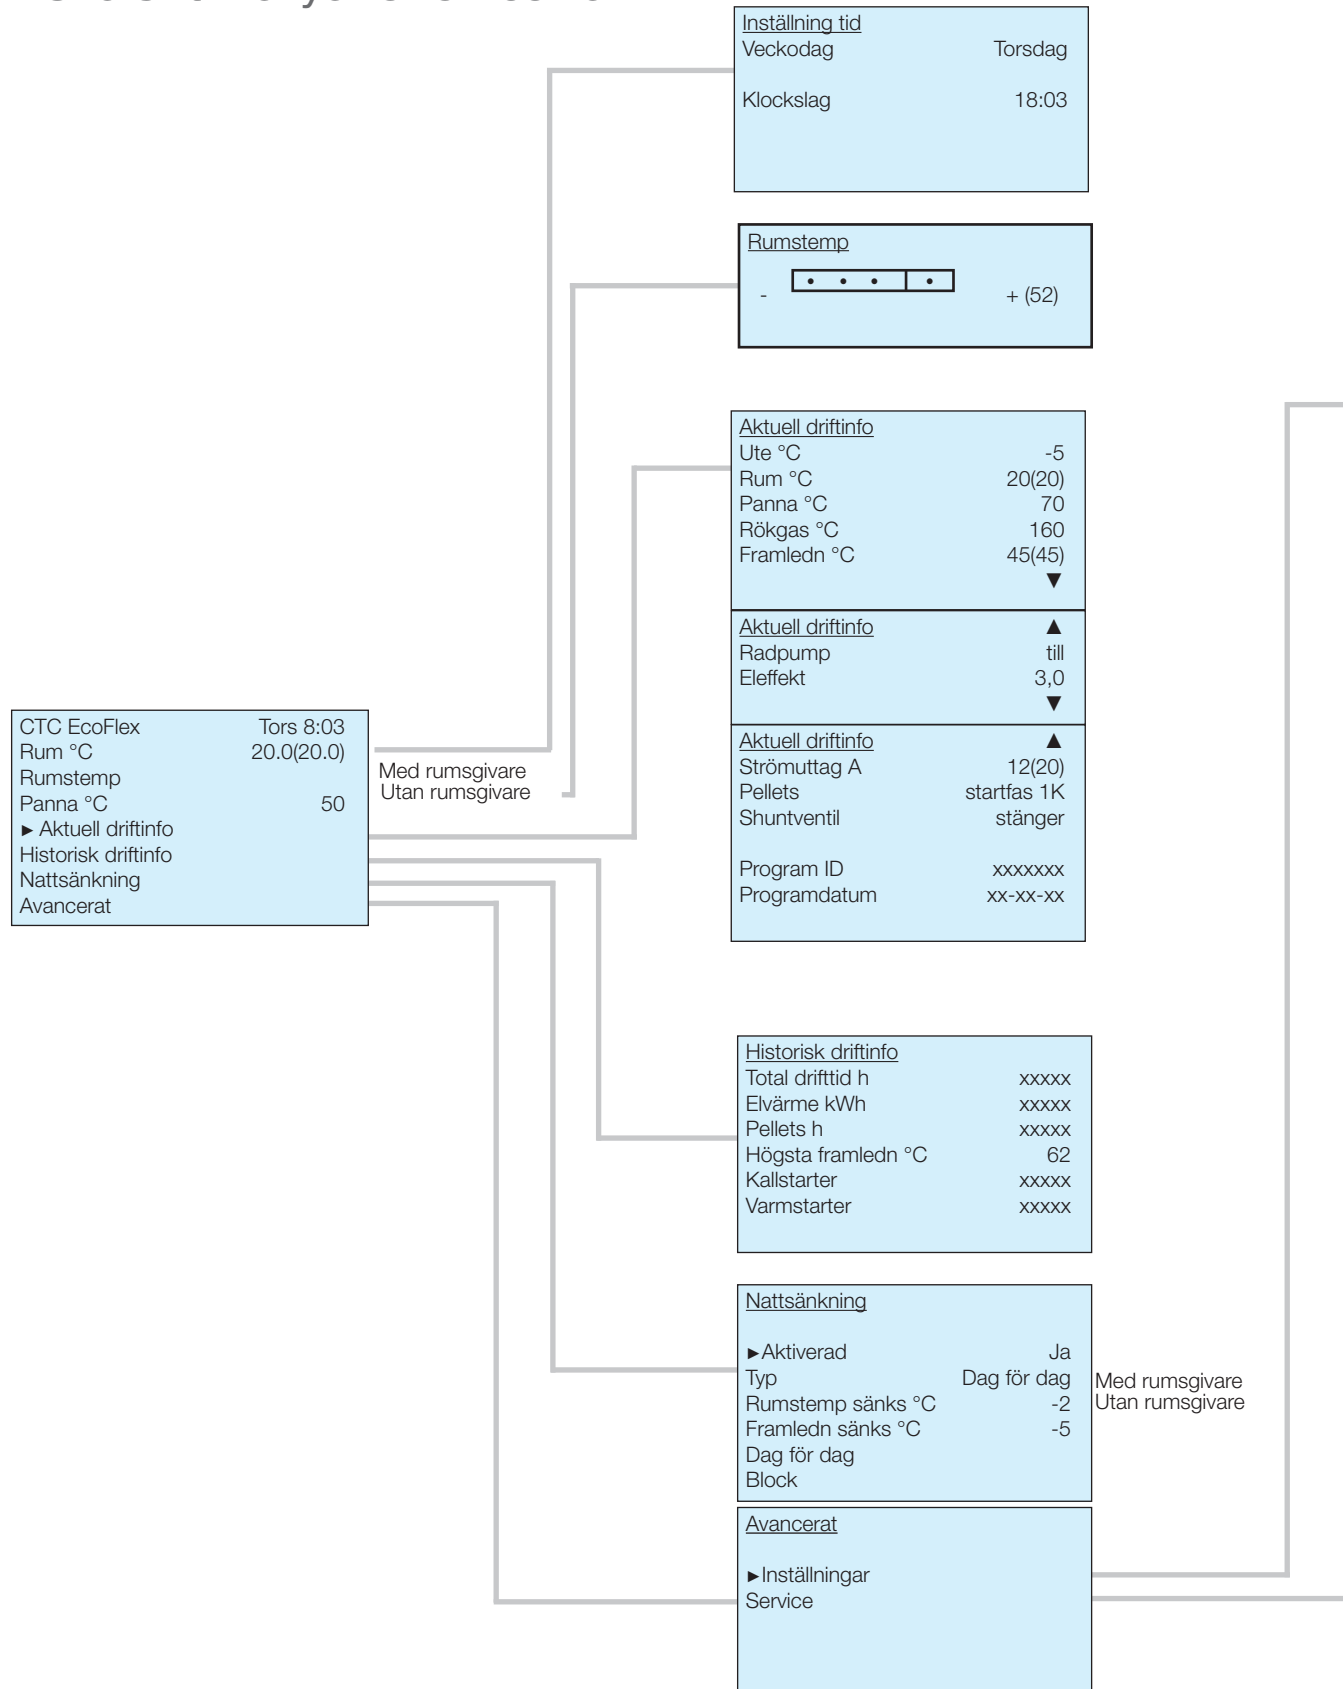 Inställning tid
Veckodag Torsdag
Klockslag 18:03
Rumstemp
- + (52)
Aktuell driftinfo
Ute °C -5
Rum °C 20(20)
Panna °C 70
Rökgas °C 160
Framledn °C 45(45)
▼
Aktuell driftinfo ▲
Radpump till
Eleffekt 3,0
▼
Aktuell driftinfo ▲
Strömuttag A 12(20)
Pellets startfas 1K
Shuntventil stänger
Program ID xxxxxxx
Programdatum xx-xx-xx
CTC EcoFlex Tors 8:03
Rum °C 20.0(20.0)
Rumstemp
Panna °C 50
►Aktuell driftinfo
Historisk driftinfo
Nattsänkning
Avancerat
Med rumsgivare
Utan rumsgivare
Historisk driftinfo
Total drifttid h xxxxx
Elvärme kWh xxxxx
Pellets h xxxxx
Högsta framledn °C 62
Kallstarter xxxxx
Varmstarter xxxxx
Nattsänkning
►Aktiverad Ja
Typ Dag för dag
Rumstemp sänks °C -2
Framledn sänks °C -5
Dag för dag
Block
Med rumsgivare
Utan rumsgivare
Avancerat
►Inställningar
Service